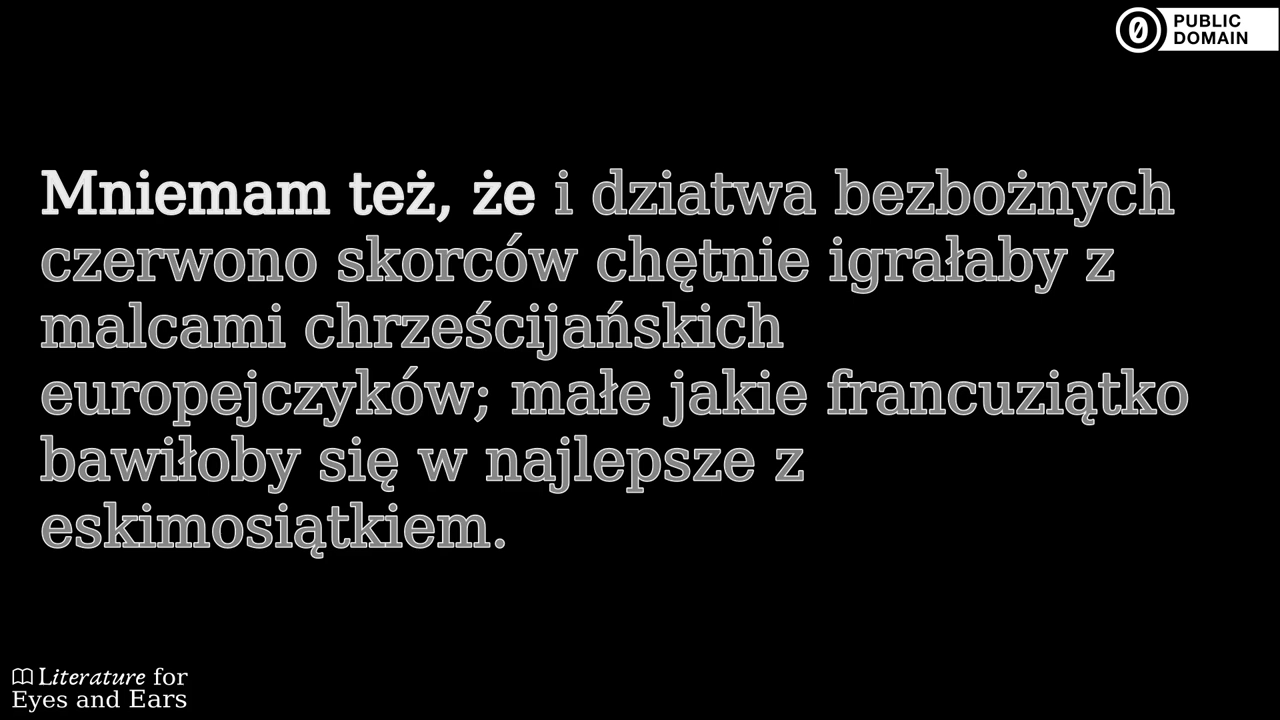 PUBLIC
DOMAIN
Mniemam też, że i dziatwa bezbożnych
czerwono skorców chętnie igrałaby z
malcami chrześcijańskich
europejczyków; małe jakie francuziątko
bawiłoby się w najlepsze z
eskimosiątkiem.
Literature for
Eyes and Ears